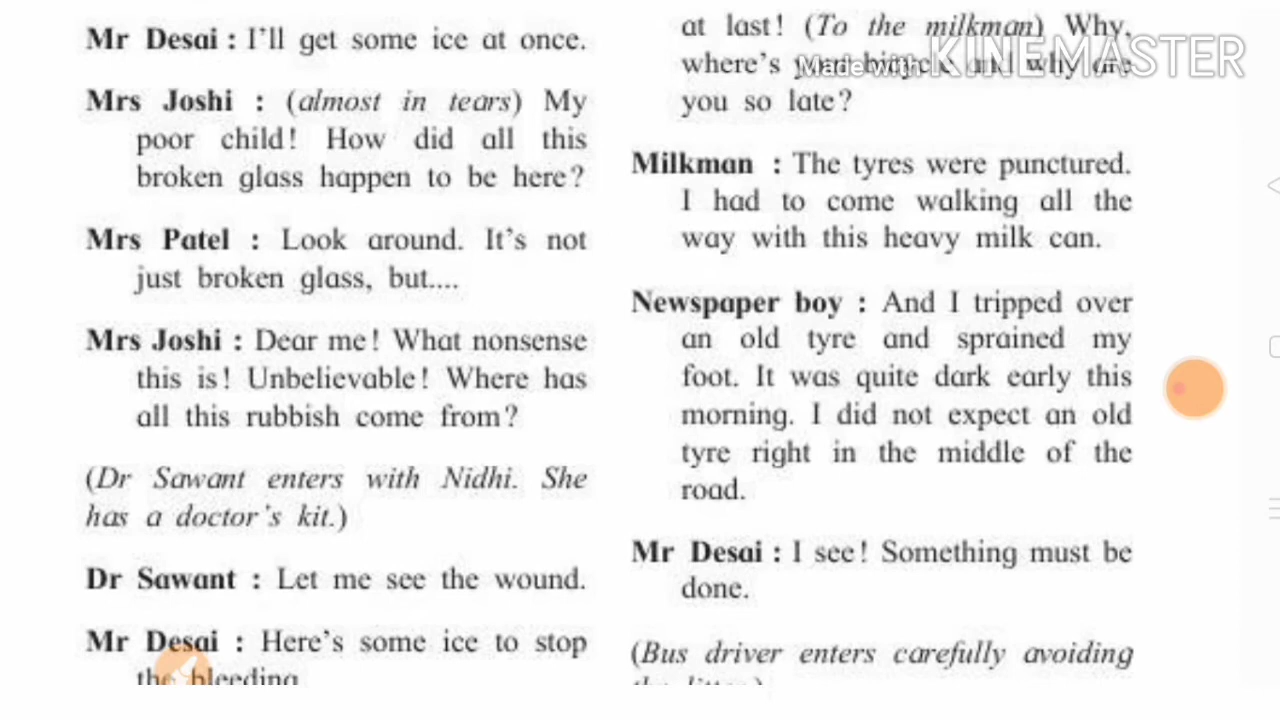 Mr Desai : I'll get some ice at once.
Mrs Joshi : (almost in tears) My
poor child! How did all this
broken glass happen to be here?
Mrs Patel : Look around. It's not
just broken glass, but....
Mrs Joshi : Dear me! What nonsense
this is! Unbelievable! Where has
all this rubbish come from?
(Dr Sawant enters with Nidhi. She
has a doctor's kit.)
Dr Sawant : Let me see the wound.
Mr Desai : Here's some ice to stop
the bleeding
at last! (To the milkman) Why,
where's your bicycle and why are
you so late?
Milkman : The tyres were punctured.
I had to come walking all the
way with this heavy milk can.
Newspaper boy : And I tripped over
an old tyre and sprained my
foot. It was quite dark early this
morning. I did not expect an old
tyre right in the middle of the
road.
Mr Desai : I see! Something must be
done.
(Bus driver enters carefully avoiding
Made with KINEMASTER